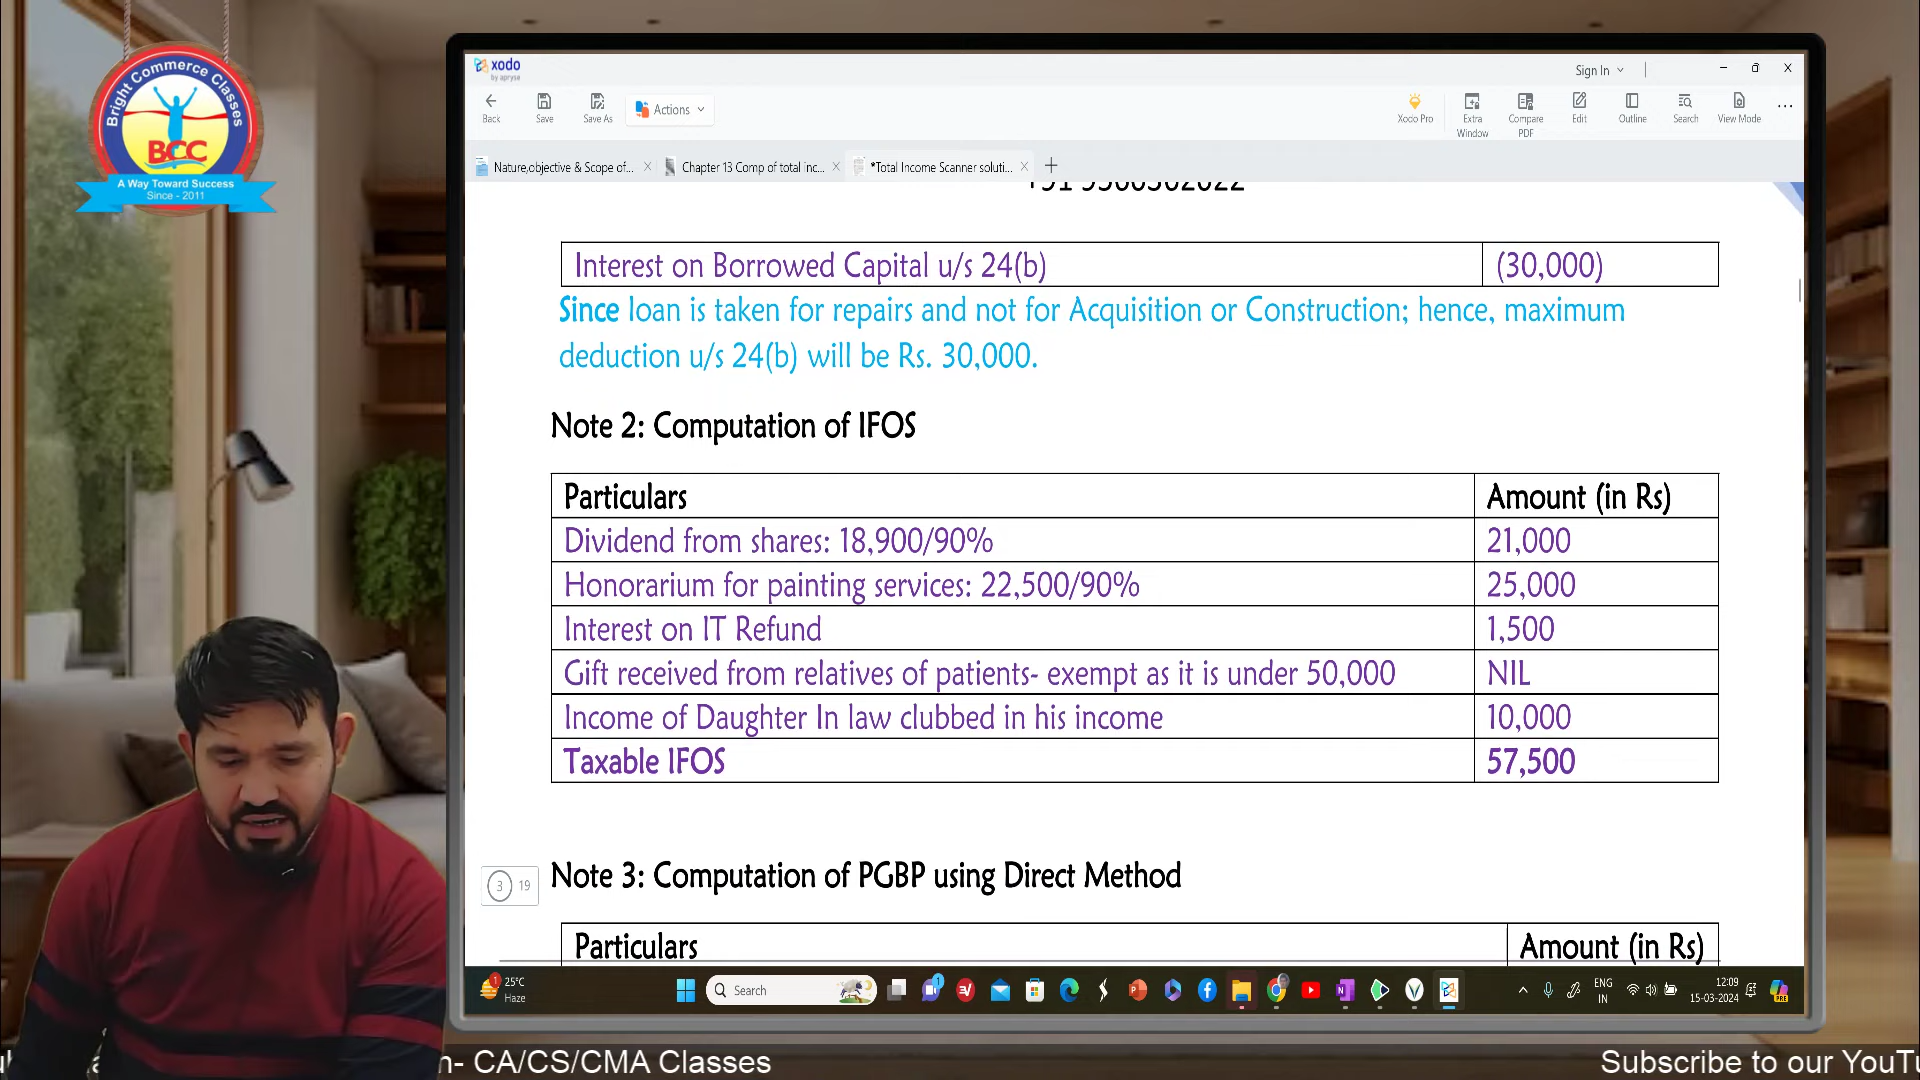 Bright Commerce Classes
BCC
A Way Toward Success
Since - 2011
xodo
by apryse
Sign In
Back
Save
Save As
Actions
Xodo Pro
Extra Window
Compare PDF
Edit
Outline
Search
View Mode
Nature,objective & Scope of...
Chapter 13 Comp of total inc...
*Total Income Scanner soluti...
Interest on Borrowed Capital u/s 24(b) (30,000)
Since loan is taken for repairs and not for Acquisition or Construction; hence, maximum
deduction u/s 24(b) will be Rs. 30,000.
Note 2: Computation of IFOS
Particulars Amount (in Rs)
Dividend from shares: 18,900/90% 21,000
Honorarium for painting services: 22,500/90% 25,000
Interest on IT Refund 1,500
Gift received from relatives of patients- exempt as it is under 50,000 NIL
Income of Daughter In law clubbed in his income 10,000
Taxable IFOS 57,500
3 19
Note 3: Computation of PGBP using Direct Method
Particulars Amount (in Rs)
25°C
Haze
Search
ENG
IN
12:09
15-03-2024
n- CA/CS/CMA Classes
Subscribe to our YouTu